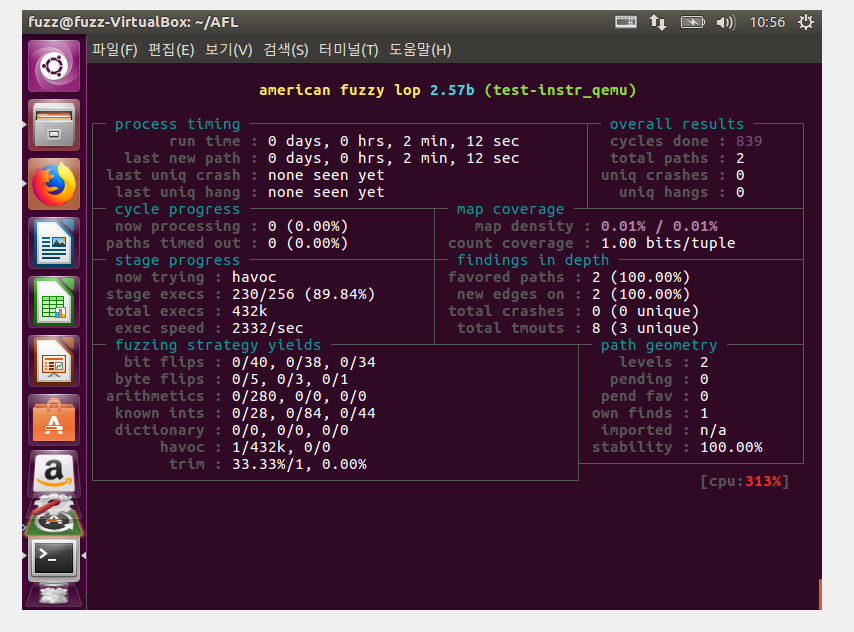 fuzz@fuzz-VirtualBox: ~/AFL 10:56
파일(F) 편집(E) 보기(V) 검색(S) 터미널(T) 도움말(H)
american fuzzy lop 2.57b (test-instr_qemu)
process timing overall results
run time : 0 days, 0 hrs, 2 min, 12 sec cycles done : 839
last new path : 0 days, 0 hrs, 2 min, 12 sec total paths : 2
last uniq crash : none seen yet uniq crashes : 0
last uniq hang : none seen yet uniq hangs : 0
cycle progress map coverage
now processing : 0 (0.00%) map density : 0.01% / 0.01%
paths timed out : 0 (0.00%) count coverage : 1.00 bits/tuple
stage progress findings in depth
now trying : havoc favored paths : 2 (100.00%)
stage execs : 230/256 (89.84%) new edges on : 2 (100.00%)
total execs : 432k total crashes : 0 (0 unique)
exec speed : 2332/sec total tmouts : 8 (3 unique)
fuzzing strategy yields path geometry
bit flips : 0/40, 0/38, 0/34 levels : 2
byte flips : 0/5, 0/3, 0/1 pending : 0
arithmetics : 0/280, 0/0, 0/0 pend fav : 0
known ints : 0/28, 0/84, 0/44 own finds : 1
dictionary : 0/0, 0/0, 0/0 imported : n/a
havoc : 1/432k, 0/0 stability : 100.00%
trim : 33.33%/1, 0.00%
[cpu:313%]